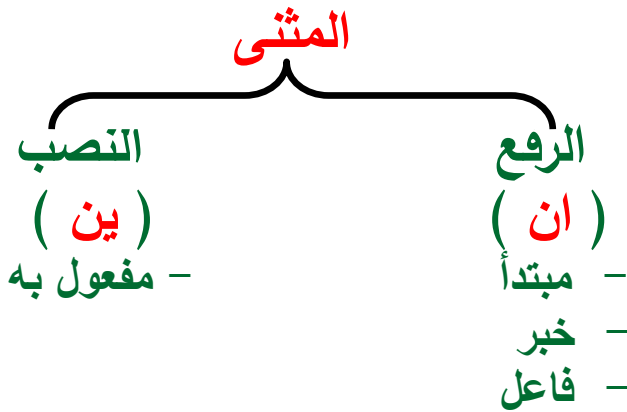 المثنى
الرفع
( ان )
- مبتدأ
- خبر
- فاعل
النصب
( ين )
- مفعول به